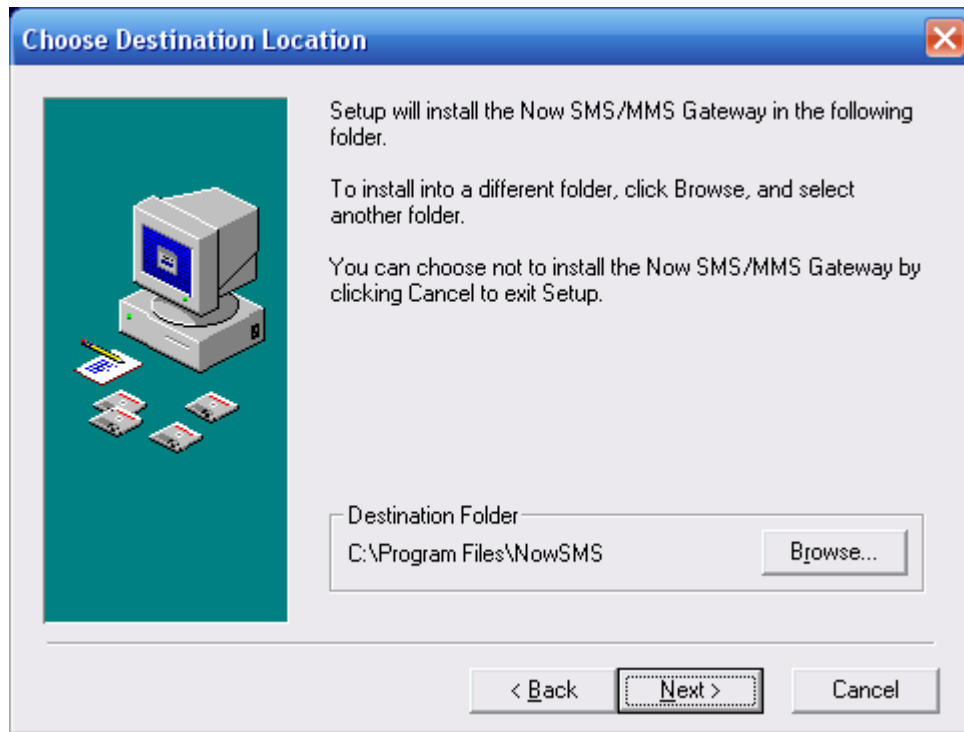 Choose Destination Location
Setup will install the Now SMS/MMS Gateway in the following
folder.
To install into a different folder, click Browse, and select
another folder.
You can choose not to install the Now SMS/MMS Gateway by
clicking Cancel to exit Setup.
Destination Folder
C:\Program Files\NowSMS
Browse...
< Back
Next >
Cancel